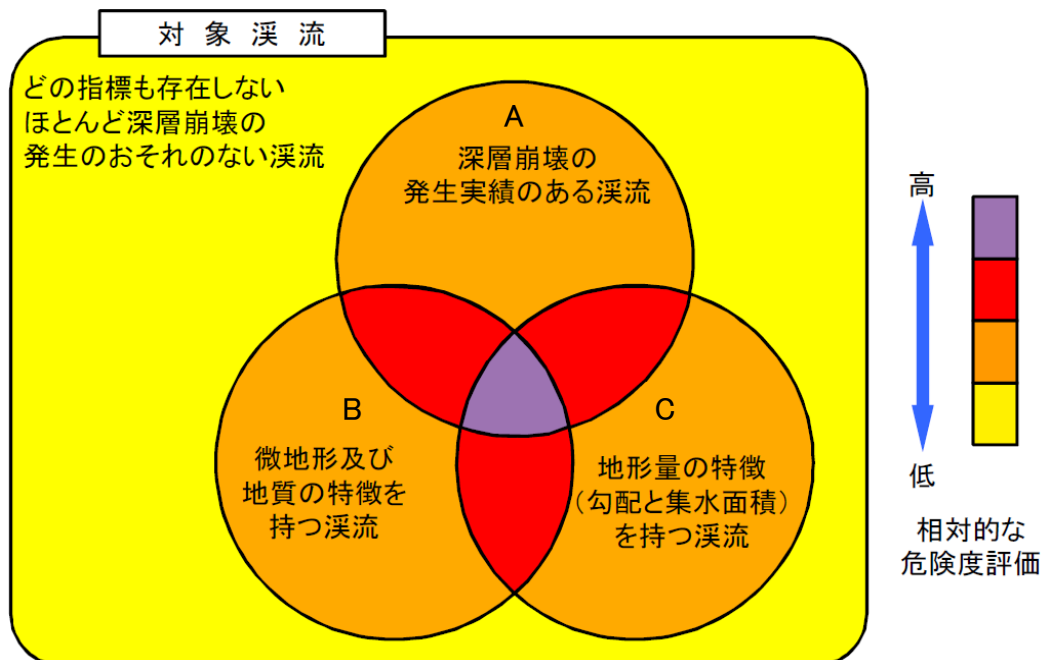 対象渓流
どの指標も存在しない
ほとんど深層崩壊の
発生のおそれのない渓流
A
深層崩壊の
発生実績のある渓流
B
微地形及び
地質の特徴を
持つ渓流
C
地形量の特徴
（勾配と集水面積）
を持つ渓流
高
低
相対的な
危険度評価